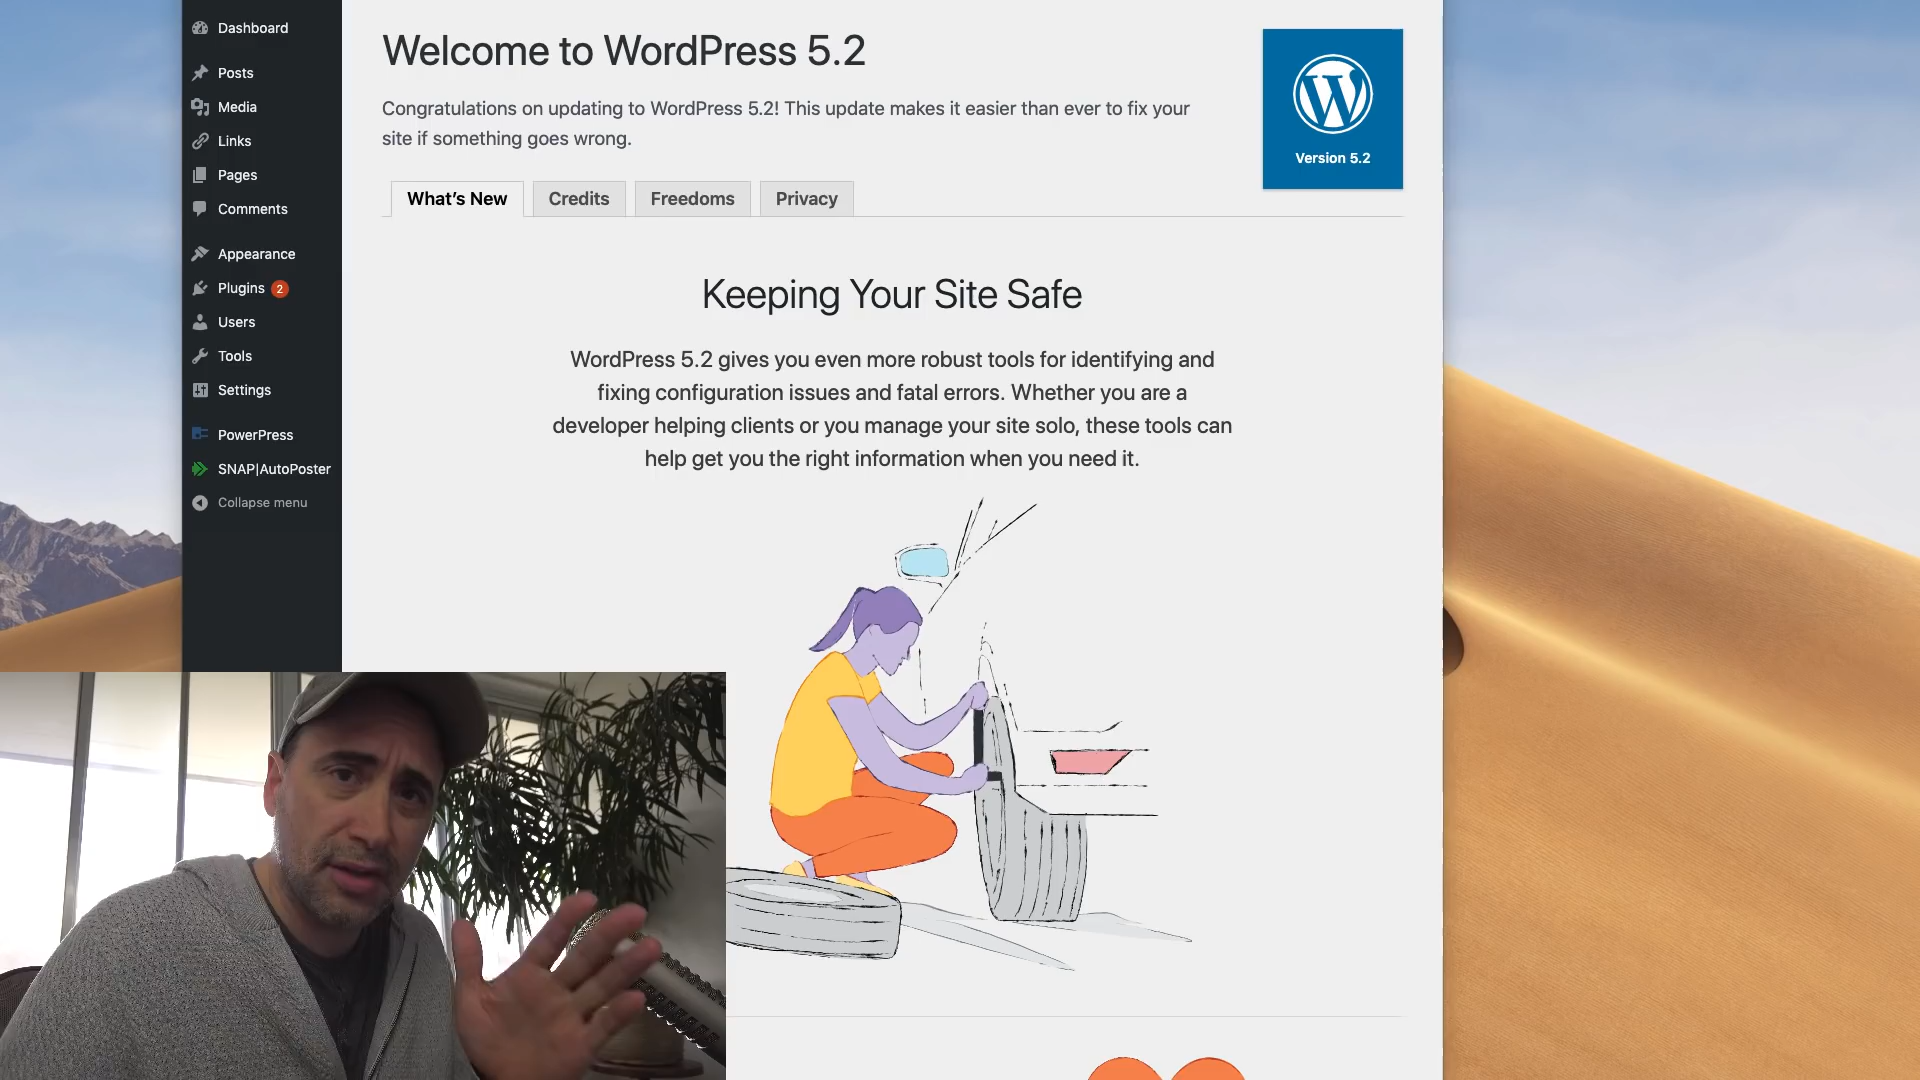 Dashboard
Posts
Media
Links
Pages
Comments
Appearance
Plugins 2
Users
Tools
Settings
PowerPress
SNAP|AutoPoster
Collapse menu
Welcome to WordPress 5.2
Congratulations on updating to WordPress 5.2! This update makes it easier than ever to fix your
site if something goes wrong.
Version 5.2
What’s New
Credits
Freedoms
Privacy
Keeping Your Site Safe
WordPress 5.2 gives you even more robust tools for identifying and
fixing configuration issues and fatal errors. Whether you are a
developer helping clients or you manage your site solo, these tools can
help get you the right information when you need it.